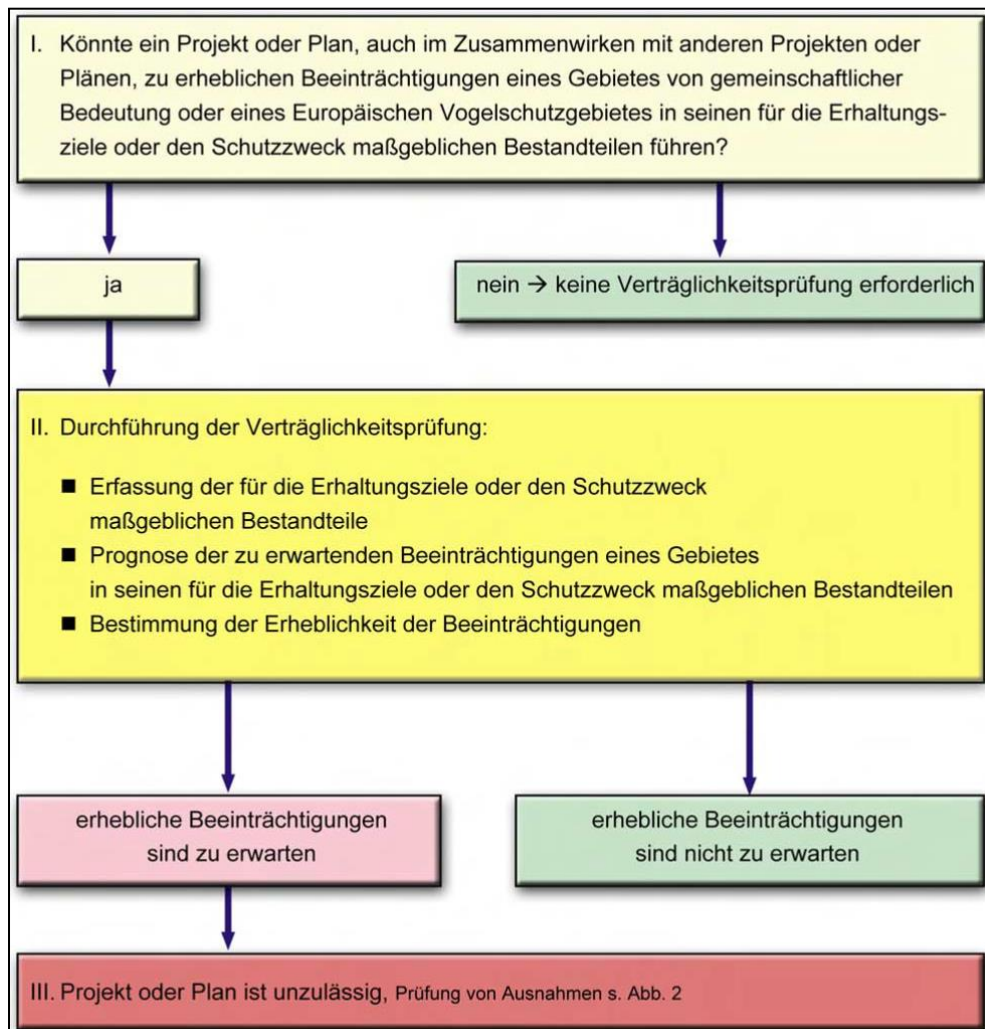 I. Könnte ein Projekt oder Plan, auch im Zusammenwirken mit anderen Projekten oder
Plänen, zu erheblichen Beeinträchtigungen eines Gebietes von gemeinschaftlicher
Bedeutung oder eines Europäischen Vogelschutzgebietes in seinen für die Erhaltungs-
ziele oder den Schutzzweck maßgeblichen Bestandteilen führen?
ja
nein → keine Verträglichkeitsprüfung erforderlich
II. Durchführung der Verträglichkeitsprüfung:
■ Erfassung der für die Erhaltungsziele oder den Schutzzweck
maßgeblichen Bestandteile
■ Prognose der zu erwartenden Beeinträchtigungen eines Gebietes
in seinen für die Erhaltungsziele oder den Schutzzweck maßgeblichen Bestandteilen
■ Bestimmung der Erheblichkeit der Beeinträchtigungen
erhebliche Beeinträchtigungen
sind zu erwarten
erhebliche Beeinträchtigungen
sind nicht zu erwarten
III. Projekt oder Plan ist unzulässig, Prüfung von Ausnahmen s. Abb. 2